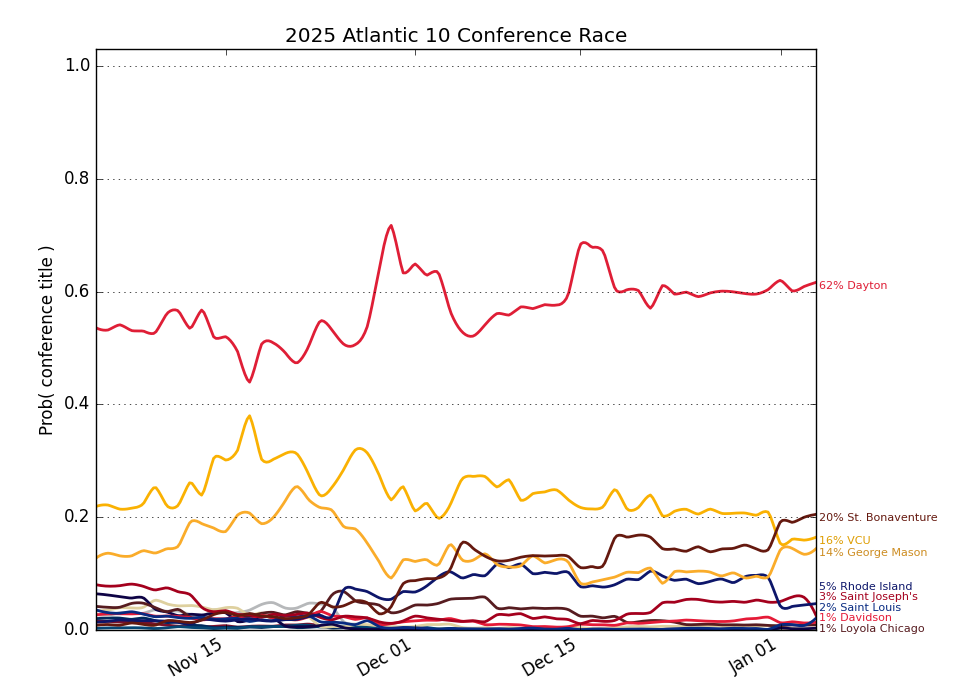 2025 Atlantic 10 Conference Race
Prob( conference title )
1.0
0.8
0.6
0.4
0.2
0.0
Nov 15
Dec 01
Dec 15
Jan 01
62% Dayton
20% St. Bonaventure
16% VCU
14% George Mason
5% Rhode Island
3% Saint Joseph's
2% Saint Louis
1% Davidson
1% Loyola Chicago